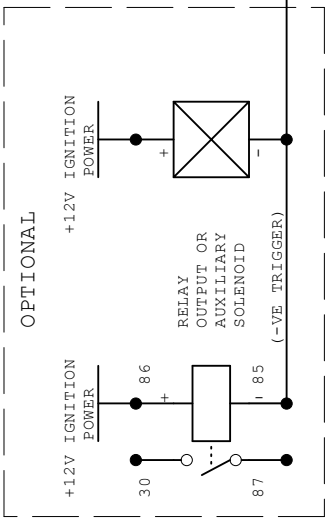 OPTIONAL
+12V IGNITION
POWER
+
-
RELAY
OUTPUT OR
AUXILIARY
SOLENOID
(-VE TRIGGER)
+12V IGNITION
POWER
86
+
85
-
30
87